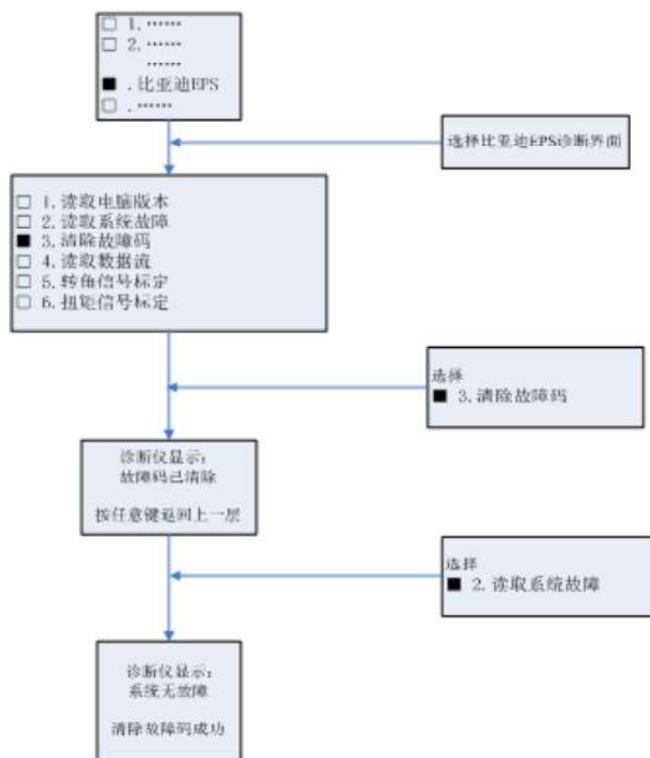 □ 1.……
□ 2.……
……
■ .比亚迪EPS
□ .……
选择比亚迪EPS诊断界面
□ 1.读取电脑版本
□ 2.读取系统故障
■ 3.清除故障码
□ 4.读取数据流
□ 5.转角信号标定
□ 6.扭矩信号标定
选择
■ 3.清除故障码
诊断仪显示:
故障码已清除
按任意键返回上一层
选择
■ 2.读取系统故障
诊断仪显示:
系统无故障
清除故障码成功